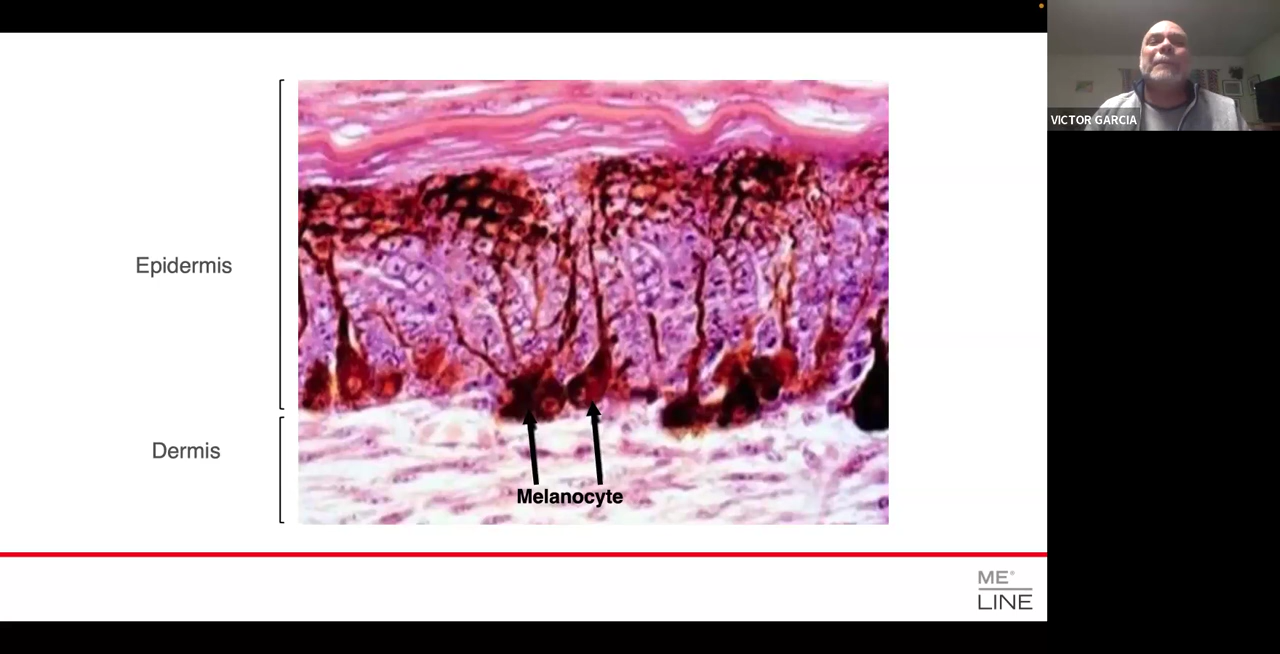 VICTOR GARCIA
Epidermis
Dermis
Melanocyte
ME®
LINE